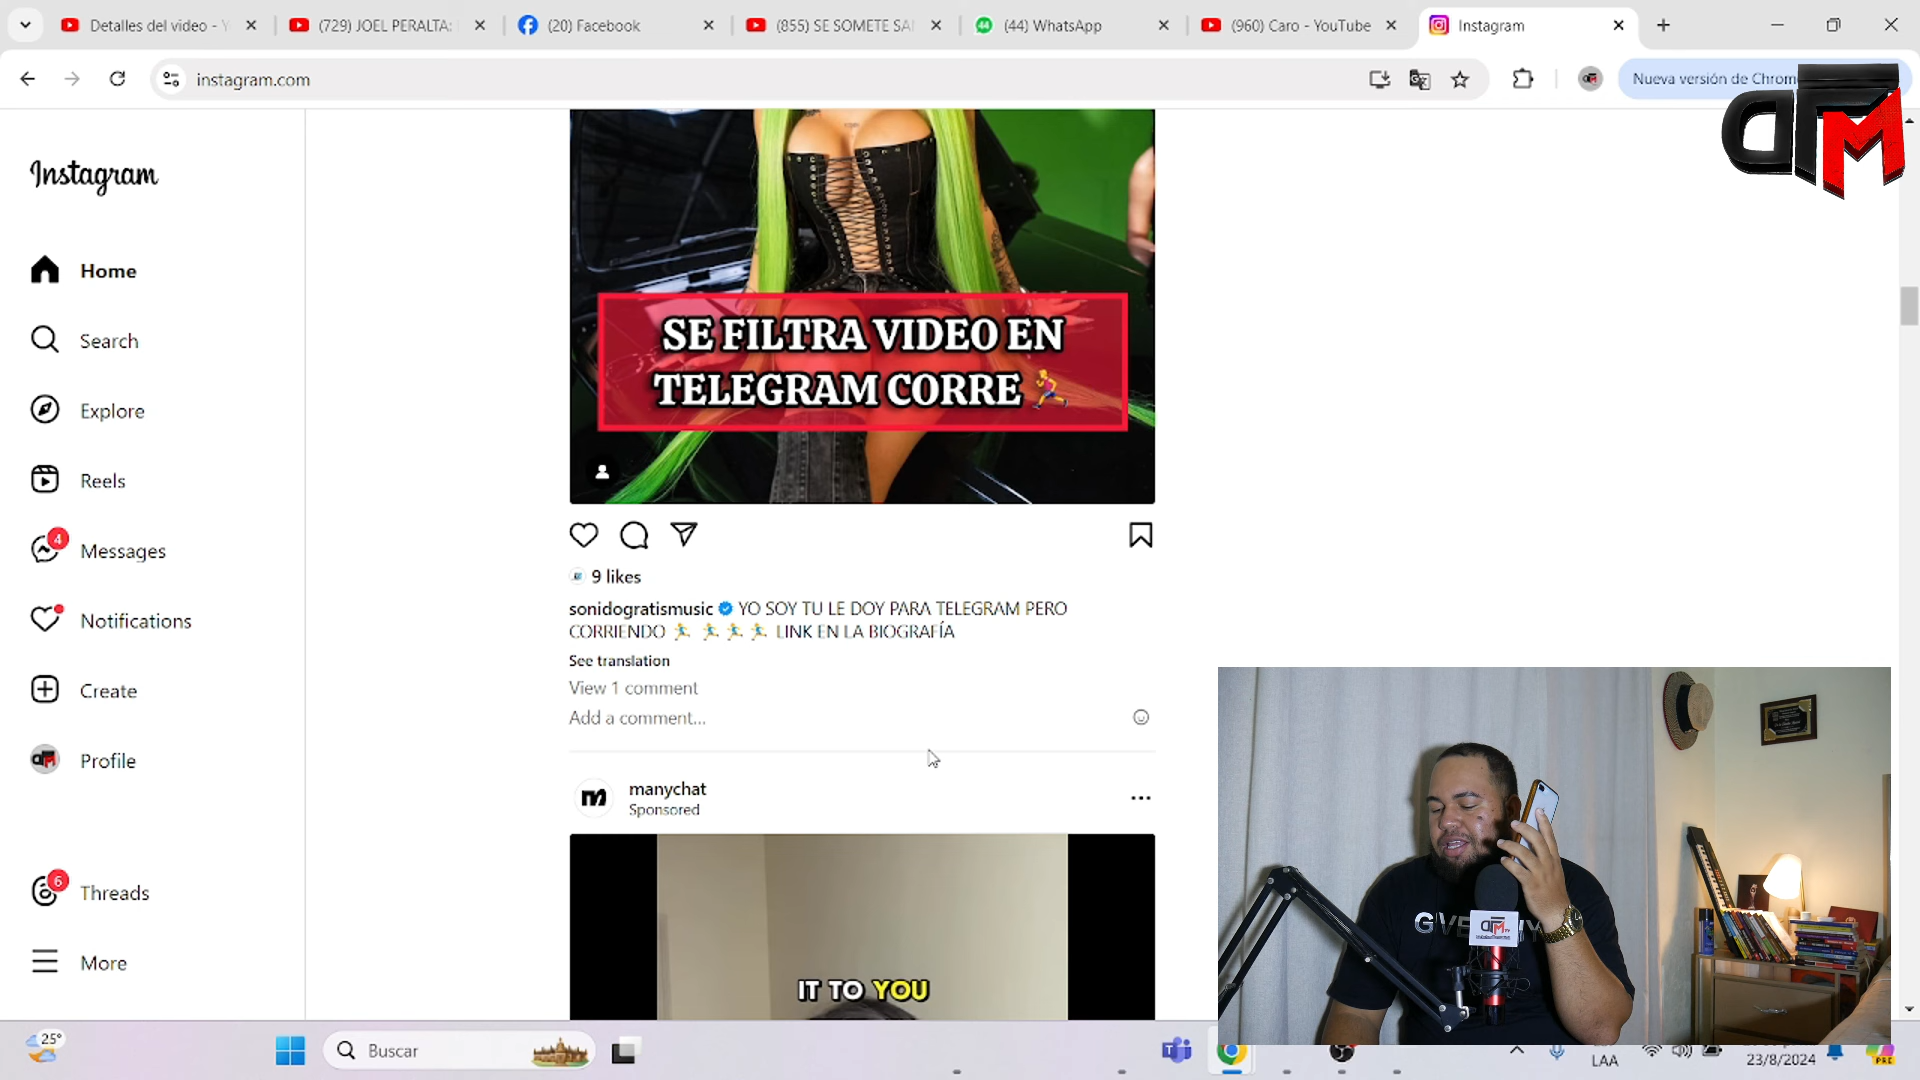 Detalles del video - Y
(729) JOEL PERALTA:
(20) Facebook
(855) SE SOMETE SAN
44
(44) WhatsApp
(960) Caro - YouTube
Instagram
instagram.com
Nueva versión de Chrom
Instagram
Home
Search
Explore
Reels
4
Messages
Notifications
Create
Profile
6
Threads
More
SE FILTRA VIDEO EN
TELEGRAM CORRE
9 likes
sonidogratismusic YO SOY TU LE DOY PARA TELEGRAM PERO
CORRIENDO 🏃 🏃🏃🏃 LINK EN LA BIOGRAFÍA
See translation
View 1 comment
Add a comment...
manychat
Sponsored
IT TO YOU
25°
Buscar
LAA
23/8/2024
PRE